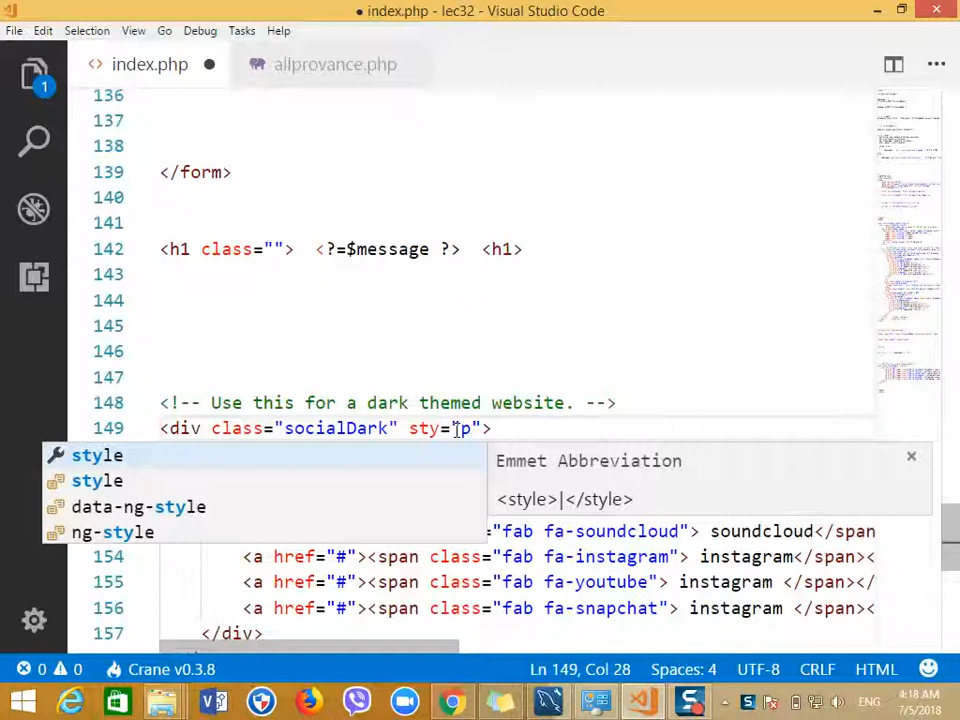 ● index.php - lec32 - Visual Studio Code
File Edit Selection View Go Debug Tasks Help
<> index.php ● allprovance.php
1
136
137
138
139 </form>
140
141
142 <h1 class=""> <?=$message ?> <h1>
143
144
145
146
147
148 <!-- Use this for a dark themed website. -->
149 <div class="socialDark" sty="p">
style
style
data-ng-style
ng-style
Emmet Abbreviation
<style>|</style>
="fab fa-soundcloud"> soundcloud</span
154 <a href="#"><span class="fab fa-instagram"> instagram</span><
155 <a href="#"><span class="fab fa-youtube"> instagram </span></
156 <a href="#"><span class="fab fa-snapchat"> instagram </span><
157 </div>
0 0 Crane v0.3.8 Ln 149, Col 28 Spaces: 4 UTF-8 CRLF HTML
ENG 4:18 AM
7/5/2018